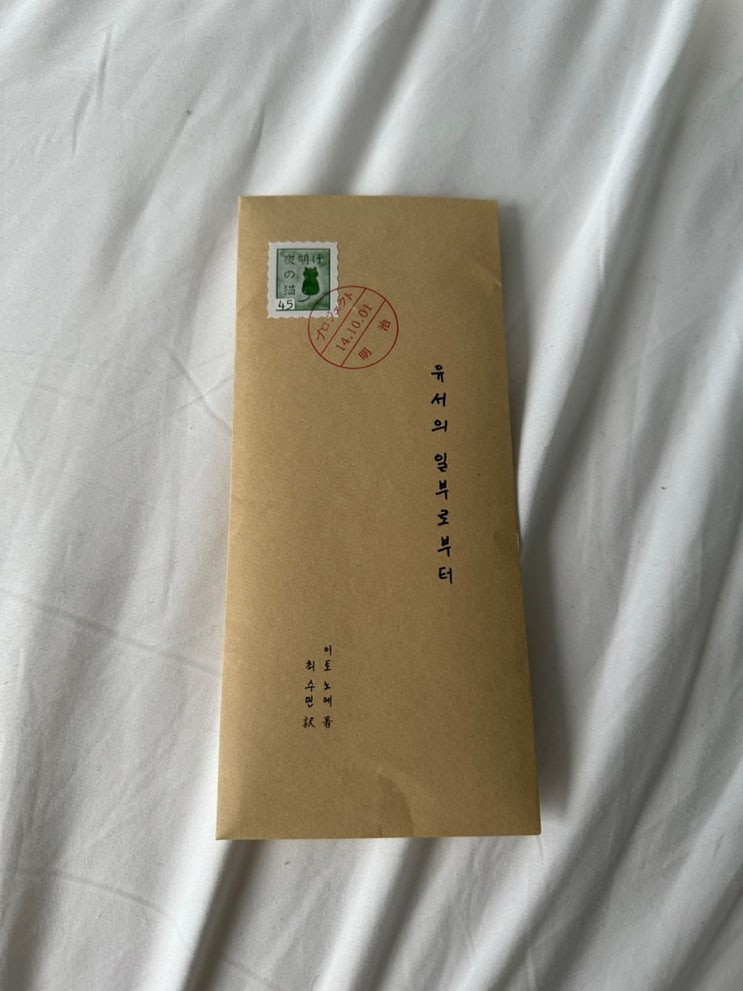 夜明け
の猫
45
プロジェクト
14.10.01
明治
유서의 일부로부터
이토 노에 著
최수민 訳